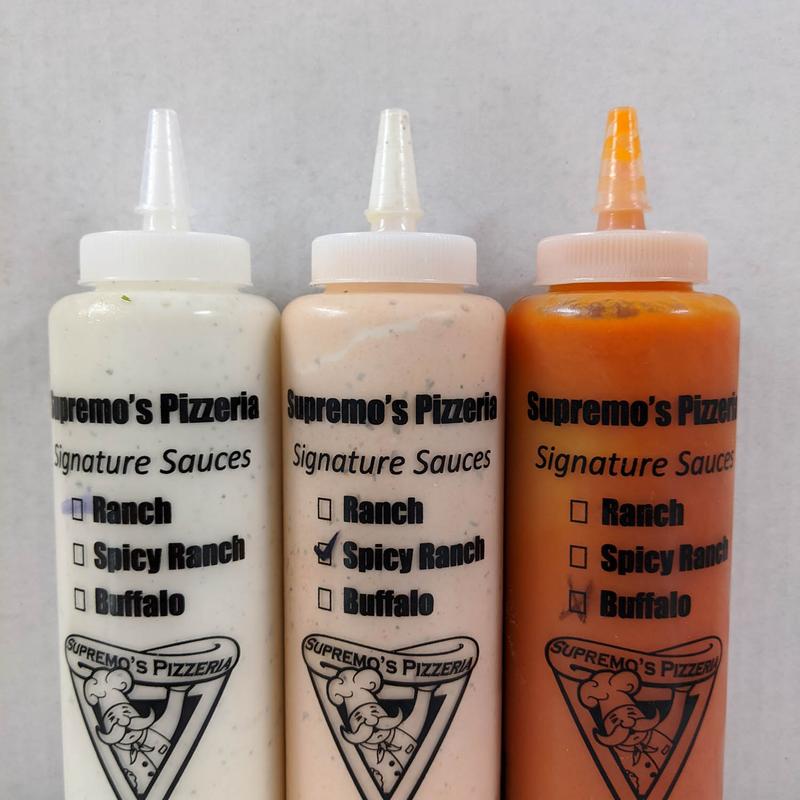 Supremo's Pizzeria
Signature Sauces
Ranch
Spicy Ranch
Buffalo
SUPREMO'S PIZZERIA
Supremo's Pizzeria
Signature Sauces
Ranch
Spicy Ranch
Buffalo
SUPREMO'S PIZZERIA
Supremo's Pizzeria
Signature Sauces
Ranch
Spicy Ranch
Buffalo
SUPREMO'S PIZZERIA